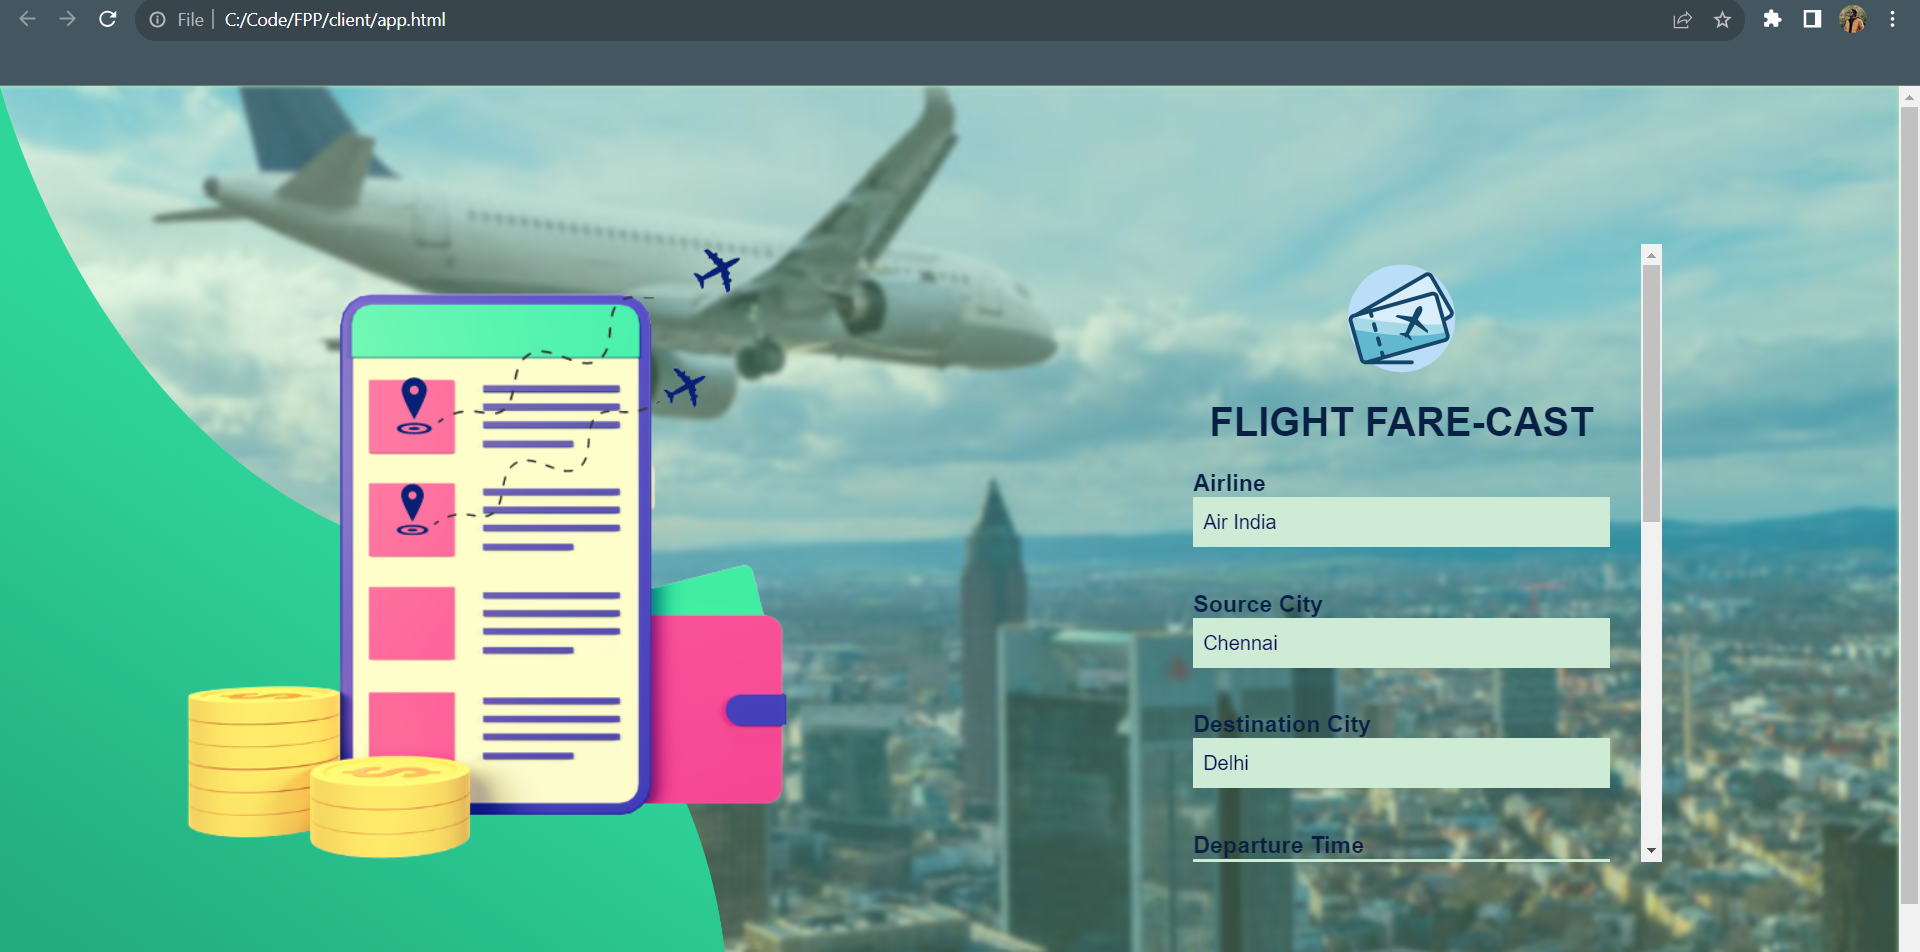 File | C:/Code/FPP/client/app.html
FLIGHT FARE-CAST
Airline
Air India
Source City
Chennai
Destination City
Delhi
Departure Time